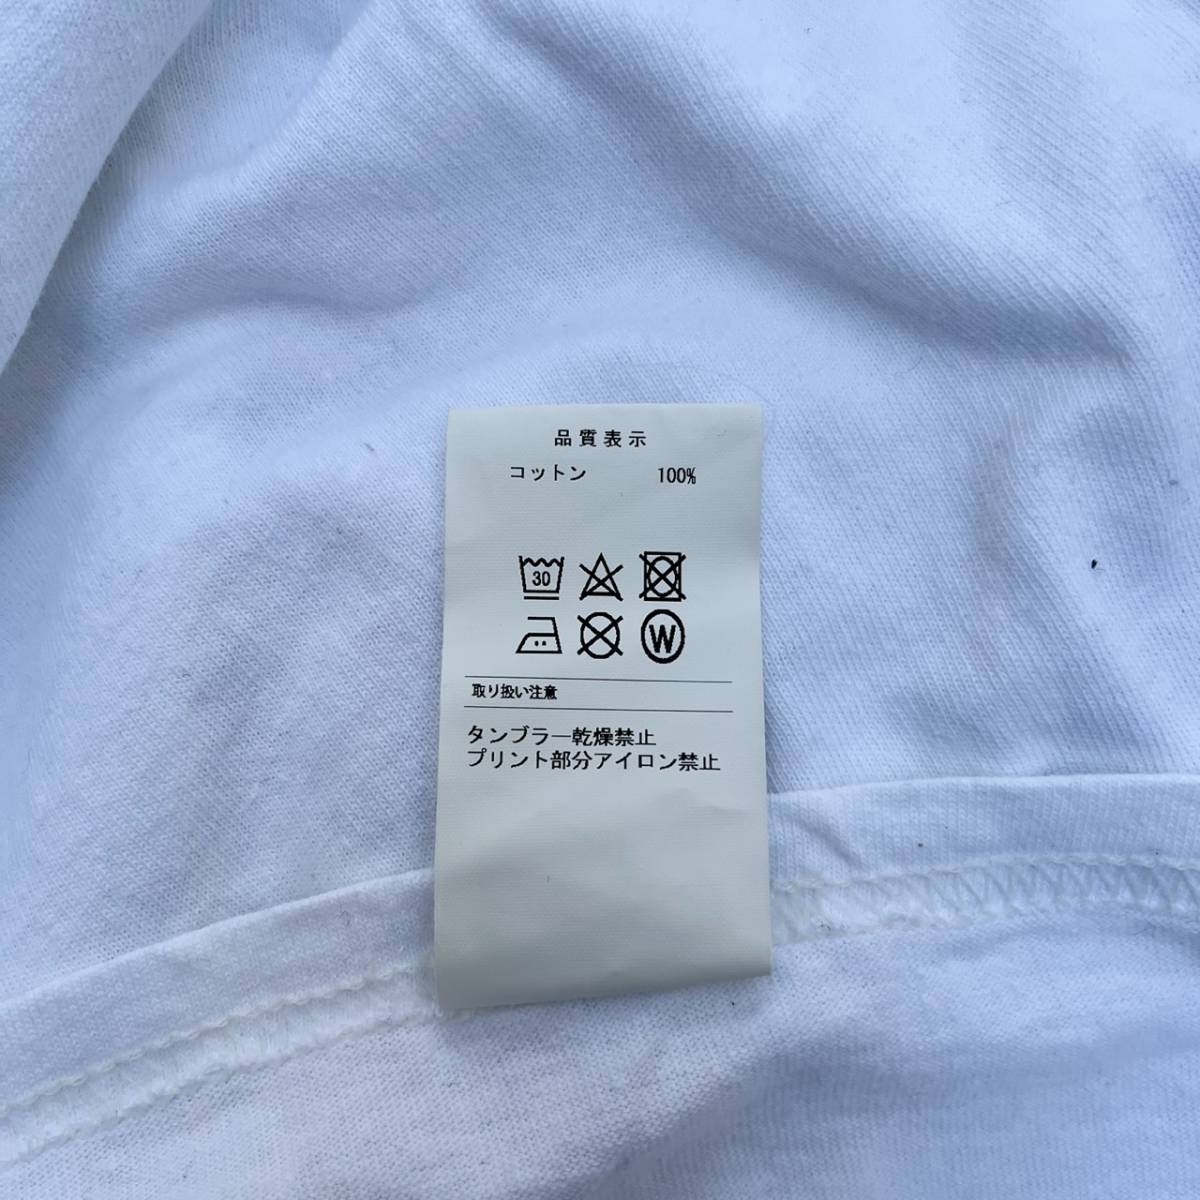 品質表示
コットン 100%
30
W
取り扱い注意
タンブラー乾燥禁止
プリント部分アイロン禁止